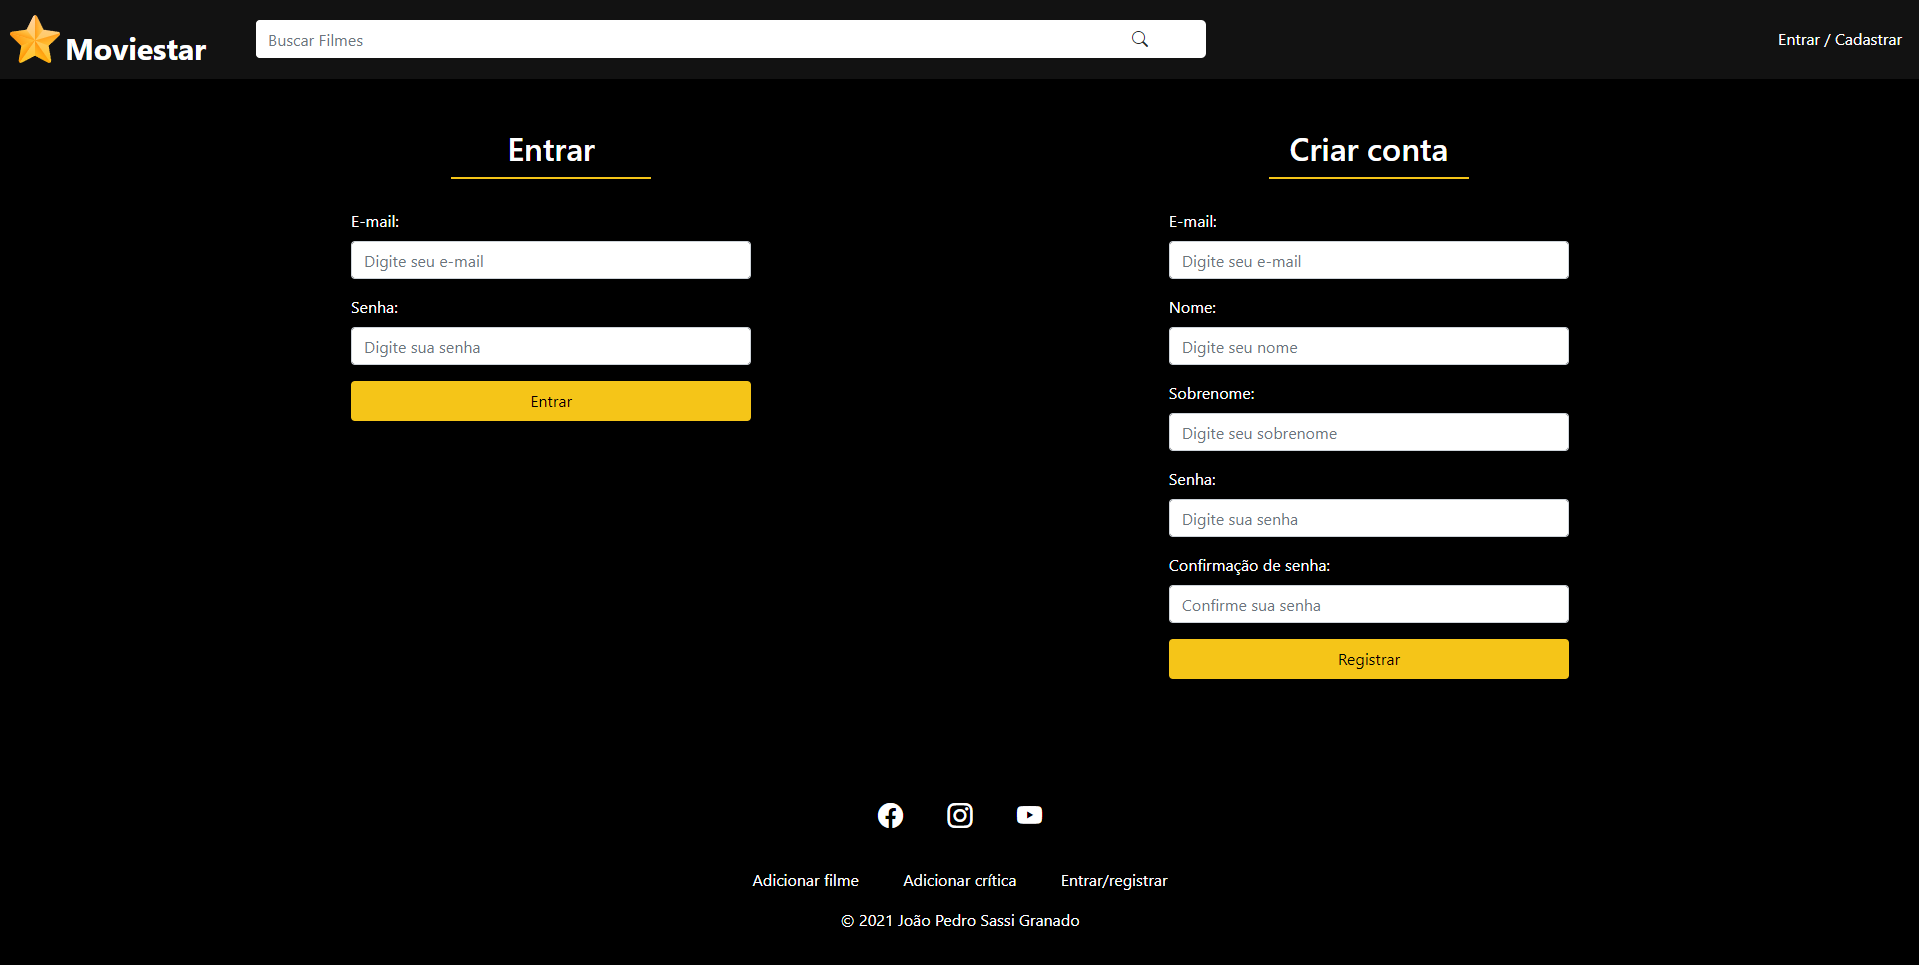 Moviestar
Buscar Filmes
Entrar / Cadastrar
Entrar
E-mail:
Digite seu e-mail
Senha:
Digite sua senha
Entrar
Criar conta
E-mail:
Digite seu e-mail
Nome:
Digite seu nome
Sobrenome:
Digite seu sobrenome
Senha:
Digite sua senha
Confirmação de senha:
Confirme sua senha
Registrar
Adicionar filme
Adicionar crítica
Entrar/registrar
© 2021 João Pedro Sassi Granado